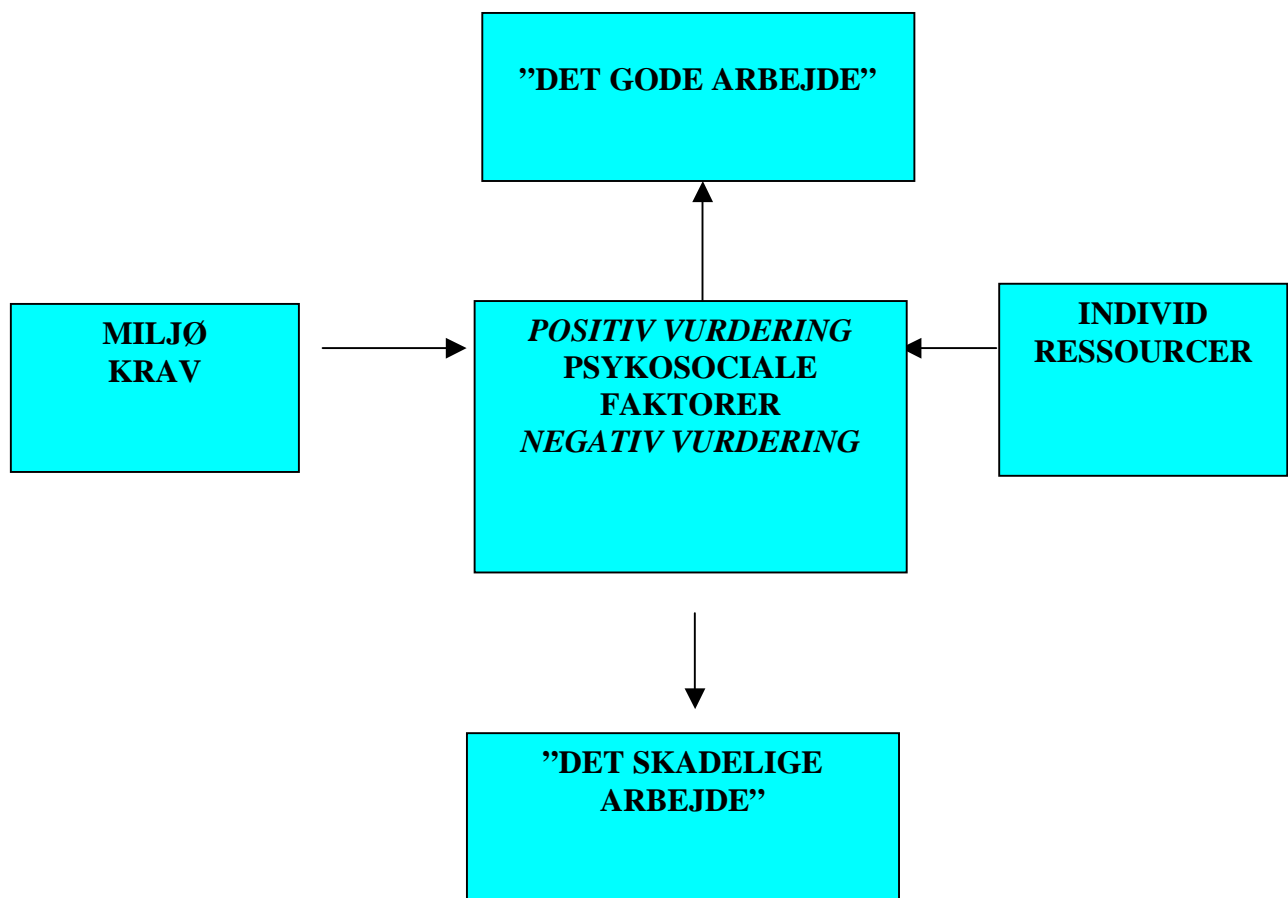 ”DET GODE ARBEJDE”
MILJØ
KRAV
POSITIV VURDERING
PSYKOSOCIALE
FAKTORER
NEGATIV VURDERING
INDIVID
RESSOURCER
”DET SKADELIGE
ARBEJDE”